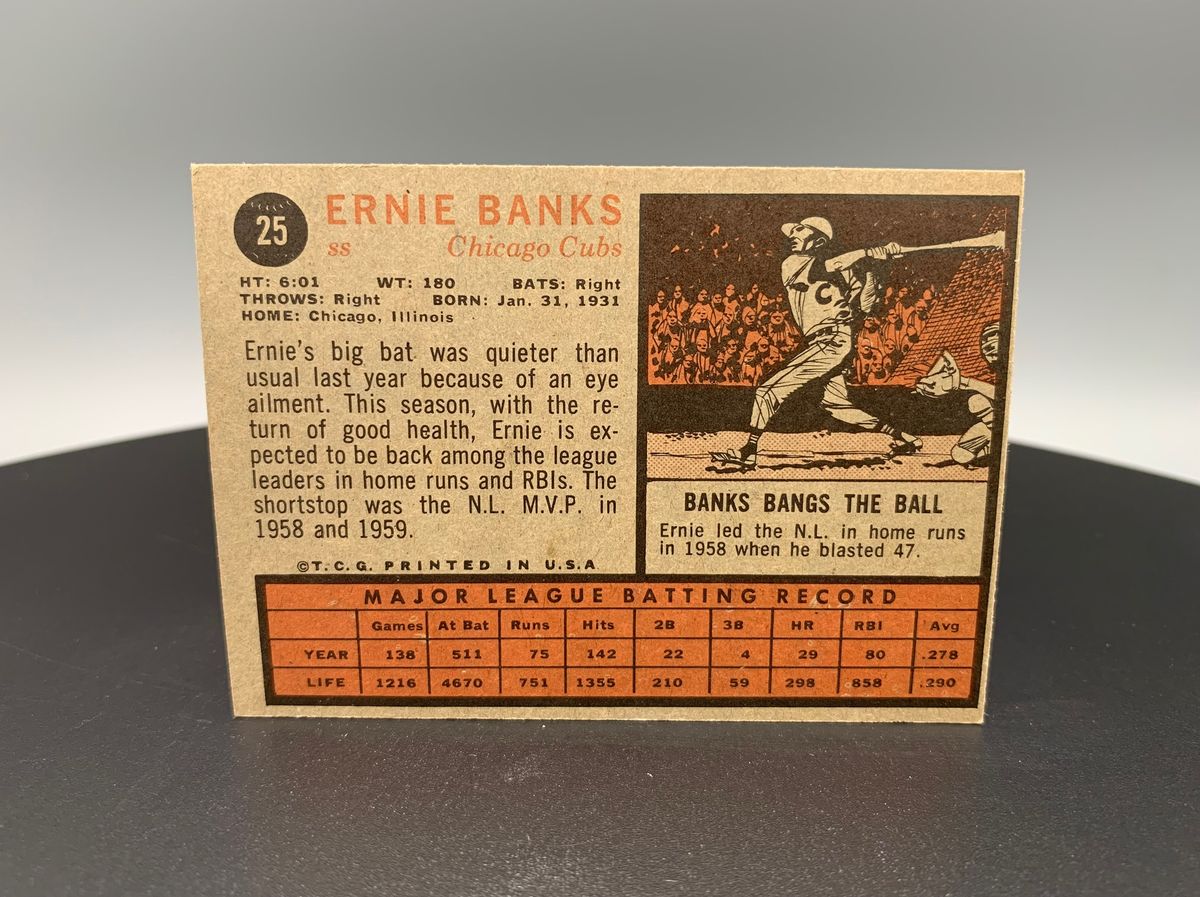 25
ERNIE BANKS
ss Chicago Cubs
HT: 6:01 WT: 180 BATS: Right
THROWS: Right BORN: Jan. 31, 1931
HOME: Chicago, Illinois
Ernie's big bat was quieter than
usual last year because of an eye
ailment. This season, with the re-
turn of good health, Ernie is ex-
pected to be back among the league
leaders in home runs and RBIs. The
shortstop was the N.L. M.V.P. in
1958 and 1959.
©T.C.G. PRINTED IN U.S.A
C
BANKS BANGS THE BALL
Ernie led the N.L. in home runs
in 1958 when he blasted 47.
MAJOR LEAGUE BATTING RECORD
Games At Bat Runs Hits 2B 3B HR RBI Avg
YEAR 138 511 75 142 22 4 29 80 .278
LIFE 1216 4670 751 1355 210 59 298 858 .290